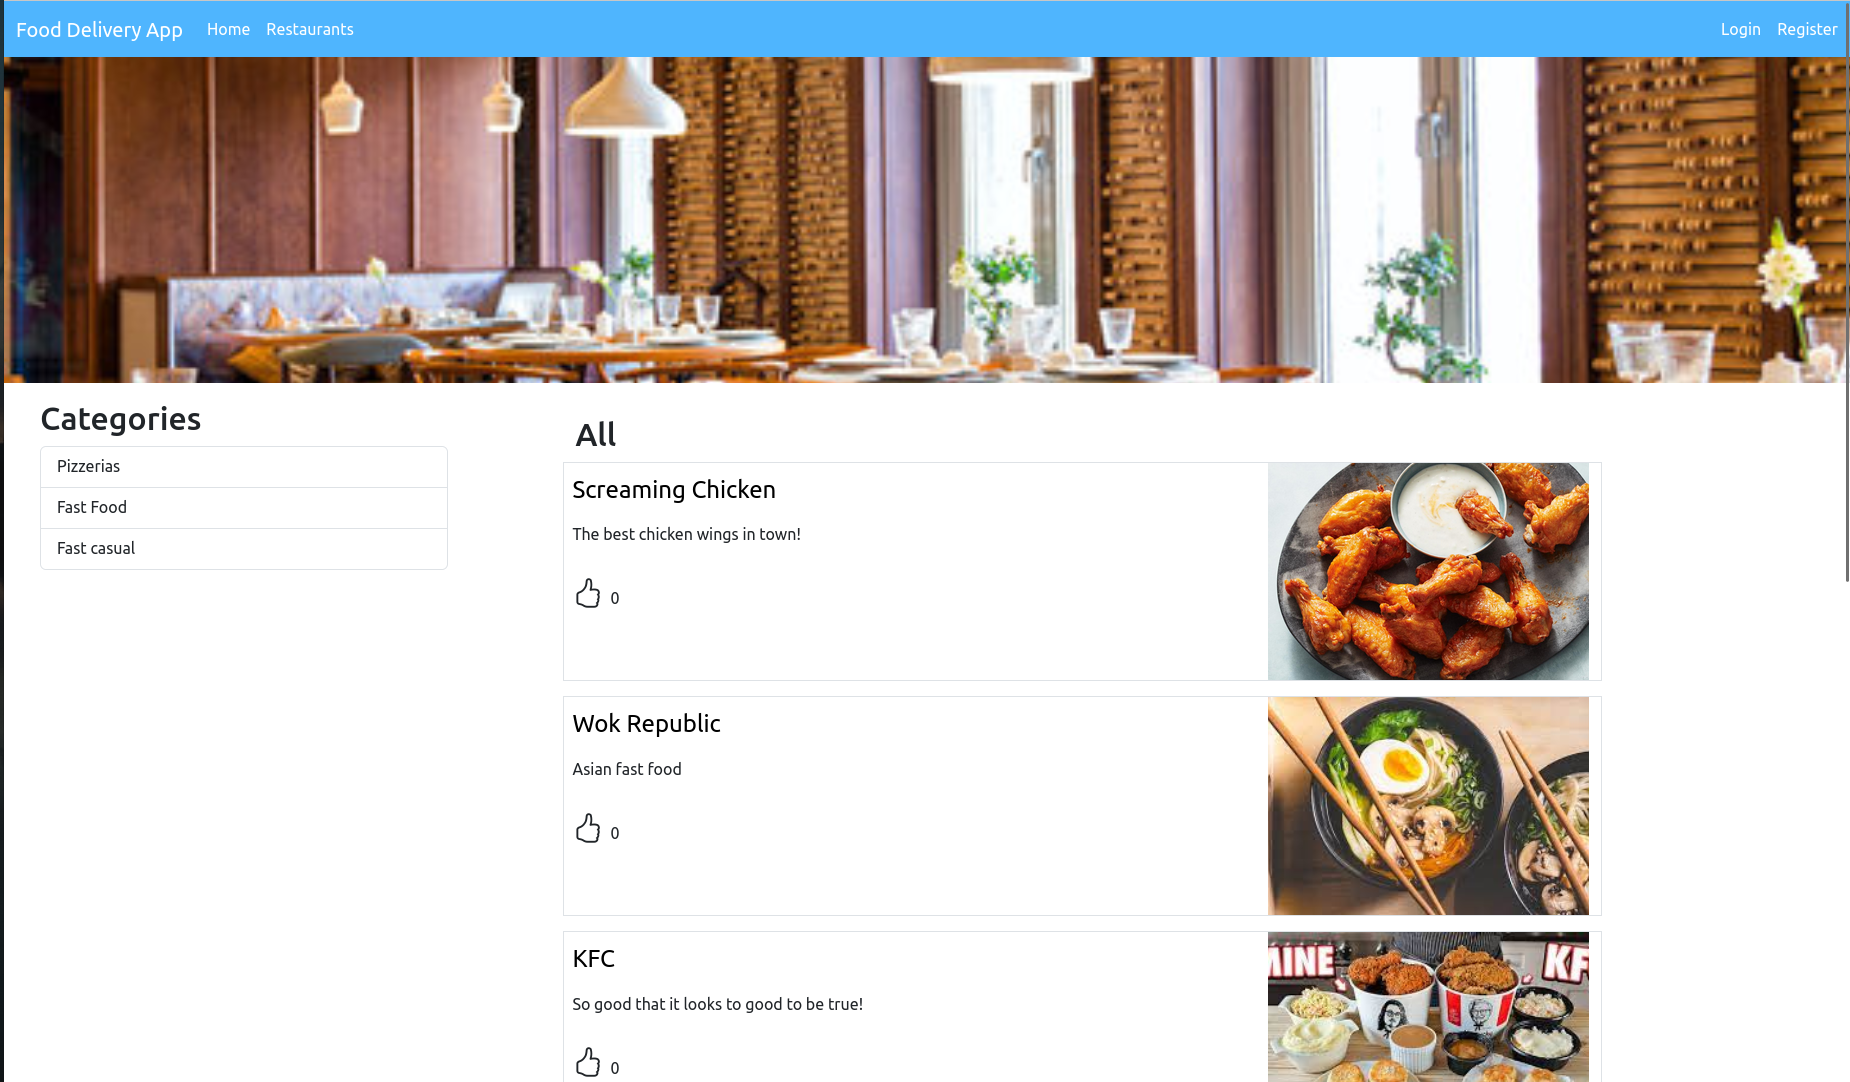 Food Delivery App Home Restaurants Login Register
Categories
Pizzerias
Fast Food
Fast casual
All
Screaming Chicken
The best chicken wings in town!
0
Wok Republic
Asian fast food
0
KFC
So good that it looks to good to be true!
0
MINE
KF